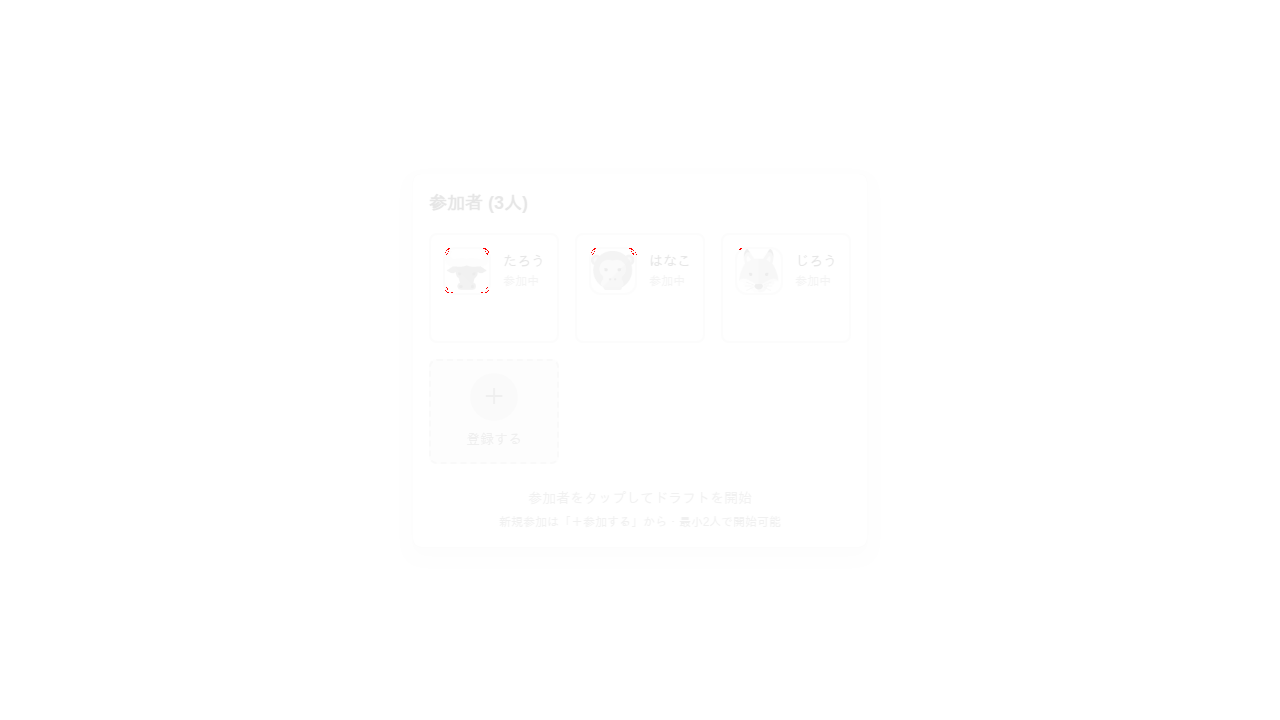 参加者 (3人)
たろう
参加中
はなこ
参加中
じろう
参加中
+
登録する
参加者をタップしてドラフトを開始
新規参加は「＋参加する」から · 最小2人で開始可能